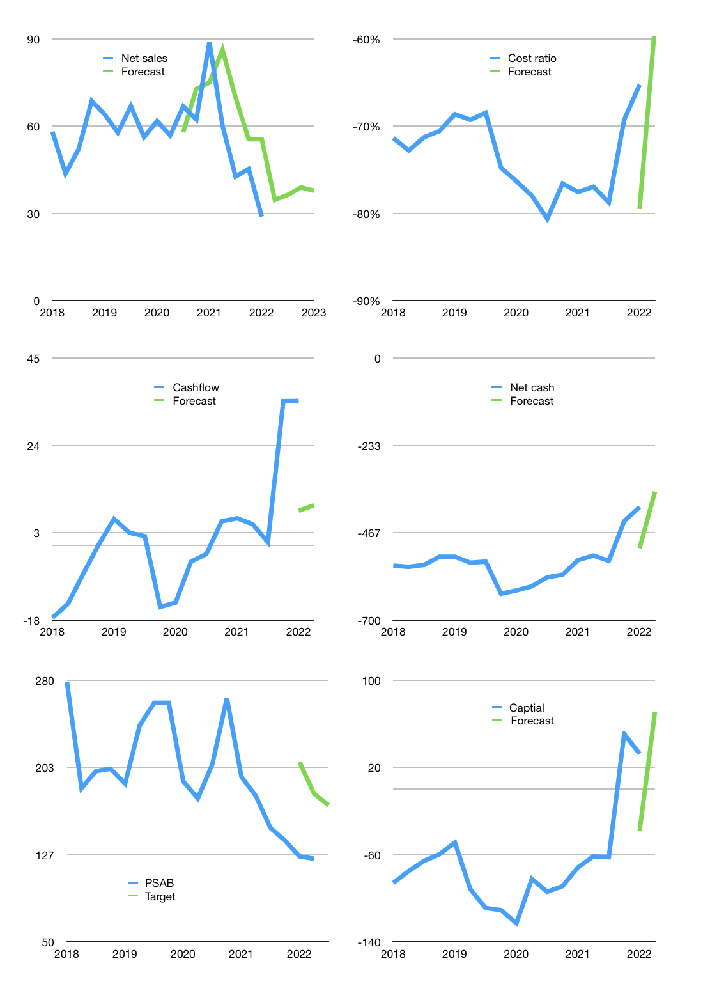 90
Net sales
Forecast
60
30
0
2018 2019 2020 2021 2022 2023
-60%
Cost ratio
Forecast
-70%
-80%
-90%
2018 2019 2020 2021 2022
45
Cashflow
Forecast
24
3
-18
2018 2019 2020 2021 2022
0
Net cash
Forecast
-233
-467
-700
2018 2019 2020 2021 2022
280
203
127
PSAB
Target
50
2018 2019 2020 2021 2022
100
Captial
Forecast
20
-60
-140
2018 2019 2020 2021 2022